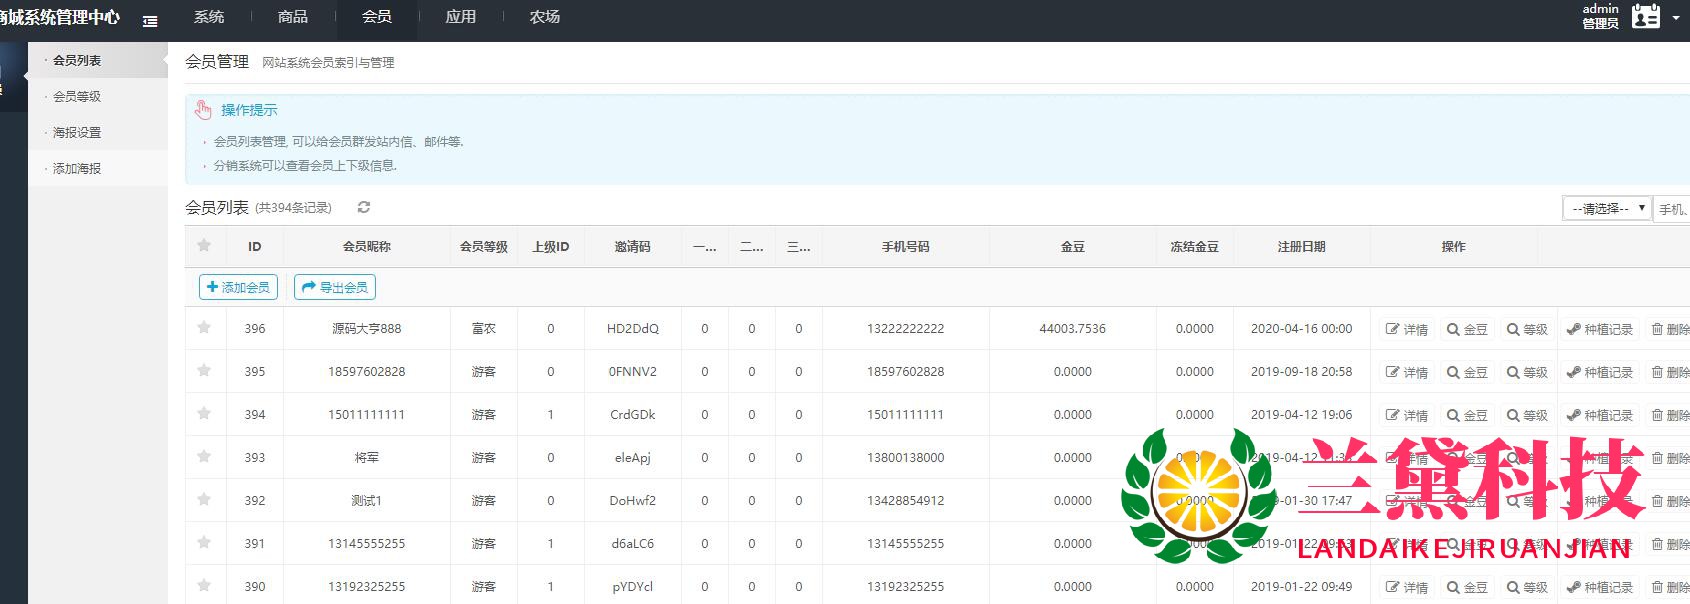 商城系统管理中心 系统 商品 会员 应用 农场 admin
管理员
会员列表
会员等级
海报设置
添加海报
会员管理 网站系统会员索引与管理
操作提示
会员列表管理, 可以给会员群发站内信、邮件等.
分销系统可以查看会员上下级信息.
会员列表 (共394条记录) --请选择-- 手机、
ID 会员昵称 会员等级 上级ID 邀请码 一... 二... 三... 手机号码 金豆 冻结金豆 注册日期 操作
添加会员 导出会员
396 源码大亨888 富农 0 HD2DdQ 0 0 0 13222222222 44003.7536 0.0000 2020-04-16 00:00 详情 金豆 等级 种植记录 删除
395 18597602828 游客 0 0FNNV2 0 0 0 18597602828 0.0000 0.0000 2019-09-18 20:58 详情 金豆 等级 种植记录 删除
394 15011111111 游客 1 CrdGDk 0 0 0 15011111111 0.0000 0.0000 2019-04-12 19:06 详情 金豆 等级 种植记录 删除
393 将军 游客 0 eleApj 0 0 0 13800138000 0.0000 删除
392 测试1 游客 0 DoHwf2 0 0 0 13428854912 0.0000 0.0000 17:47 删除
391 13145555255 游客 1 d6aLC6 0 0 0 13145555255 0.0000 删除
390 13192325255 游客 1 pYDYcl 0 0 0 13192325255 0.0000 0.0000 2019-01-22 09:49 详情 金豆 等级 种植记录 删除
兰黛科技
LANDAIKEJIRUANJIAN